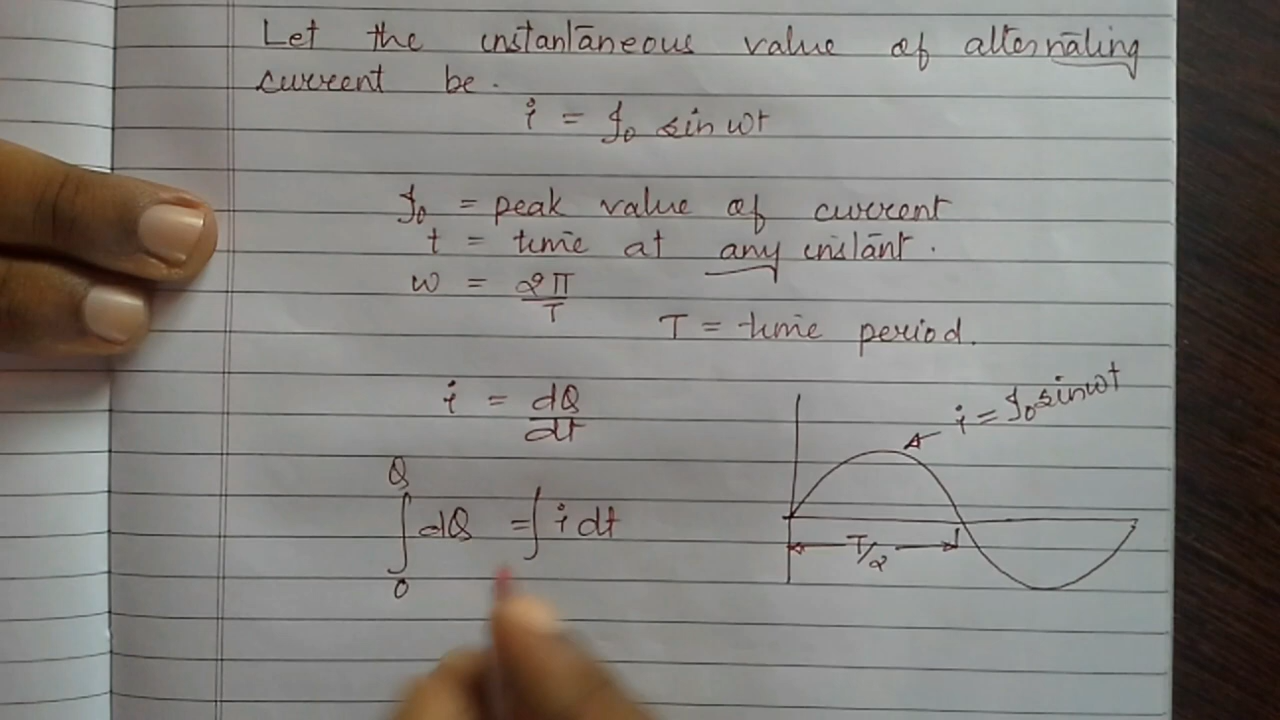 Let the instantaneous value of alternating
current be.
i = I₀ sin ωt
I₀ = peak value of current
t = time at any instant.
ω = 2π/T
T = time period.
i = dQ/dt
i = I₀ sin ωt
∫₀^Q dQ = ∫ i dt
T/2